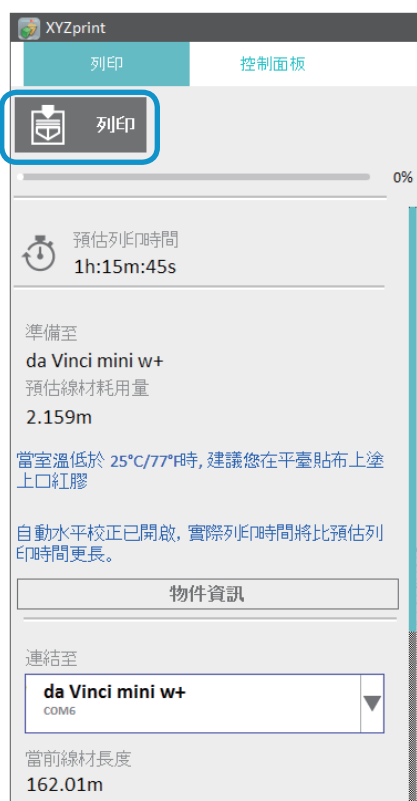 XYZprint
列印 控制面板
列印
0%
預估列印時間
1h:15m:45s
準備至
da Vinci mini w+
預估線材耗用量
2.159m
當室溫低於 25°C/77°F時, 建議您在平臺貼布上塗
上口紅膠
自動水平校正已開啟, 實際列印時間將比預估列
印時間更長。
物件資訊
連結至
da Vinci mini w+
COM6
當前線材長度
162.01m